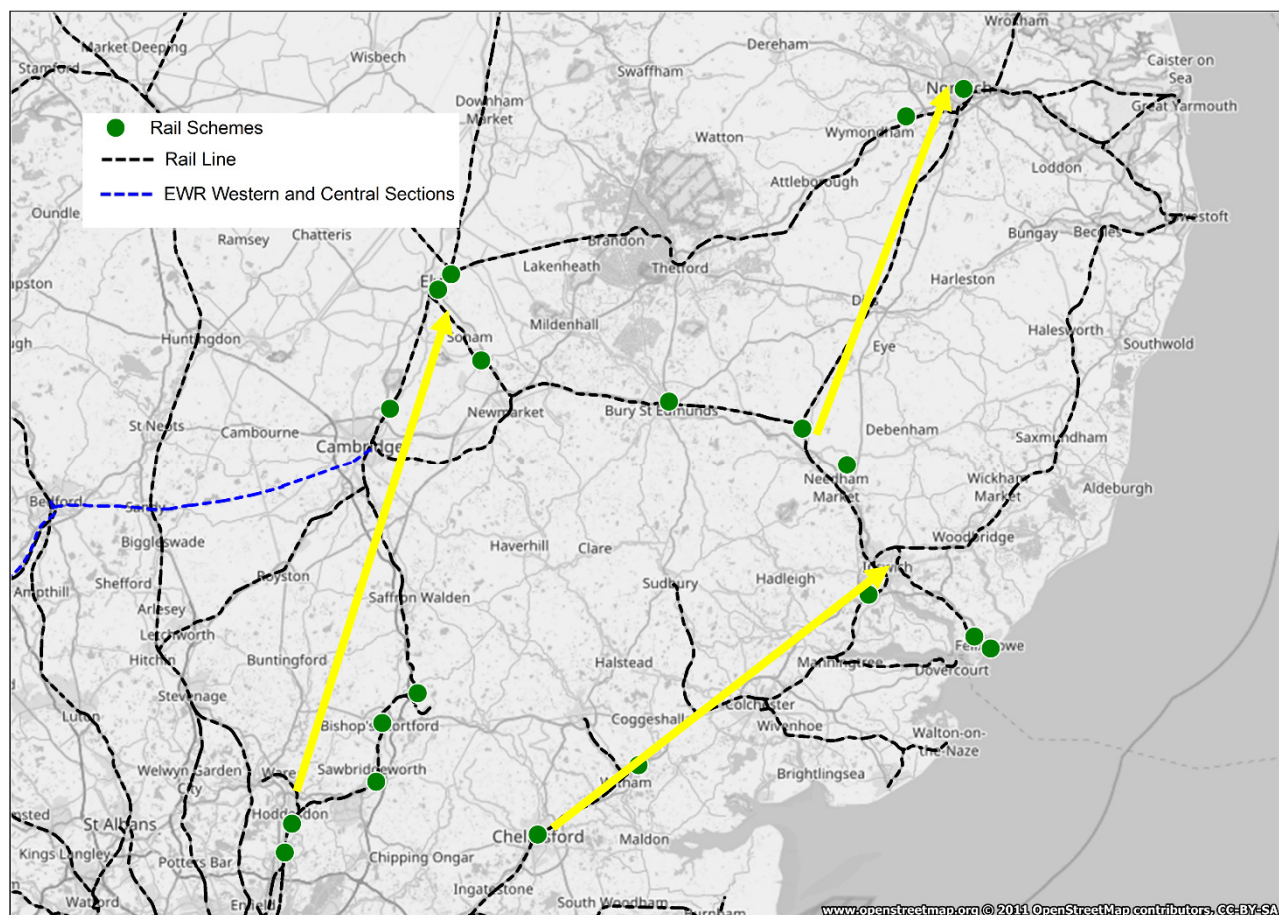 Wroxham
Market Deeping
Dereham
Wisbech
Stamford
Swaffham
Caister on
Sea
Downham
Market
Great Yarmouth
Rail Schemes
Watton
Wymondham
Rail Line
Loddon
Attleborough
EWR Western and Central Sections
Oundle
Chatteris
Ramsey
Brandon
Bungay
Beccles
Lakenheath
Thetford
Harleston
Mildenhall
Halesworth
Huntingdon
Soham
Eye
Southwold
Newmarket
Bury St Edmunds
St Neots
Cambourne
Debenham
Cambridge
Saxmundham
Needham
Market
Wickham
Market
Aldeburgh
Bedford
Sandy
Biggleswade
Haverhill
Clare
Woodbridge
Royston
Shefford
Sudbury
Hadleigh
Ipswich
Ampthill
Saffron Walden
Arlesey
Letchworth
Hitchin
Buntingford
Halstead
Manningtree
Felixstowe
Dovercourt
Stevenage
Luton
Bishop's Stortford
Coggeshall
Colchester
Wivenhoe
Walton-on-
the-Naze
Welwyn Garden
City
Ware
Sawbridgeworth
Witham
Brightlingsea
Hoddesdon
St Albans
Chelmsford
Maldon
Kings Langley
Potters Bar
Chipping Ongar
Ingatestone
Watford
Enfield
South Woodham
www.openstreetmap.org © 2011 OpenStreetMap contributors, CC-BY-SA